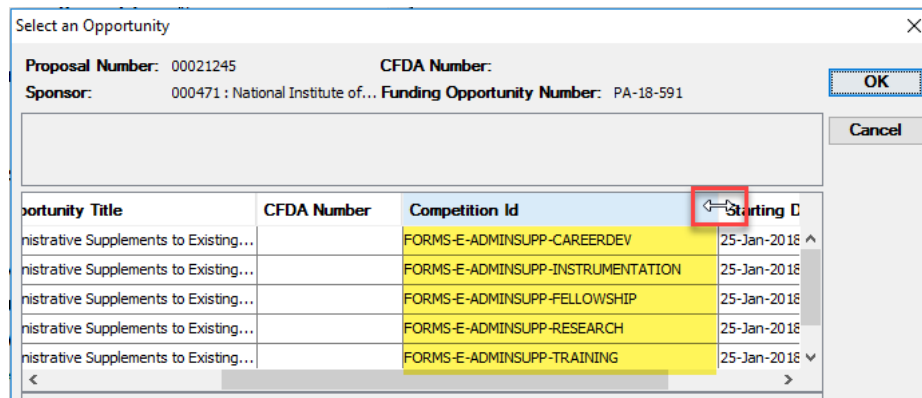 Select an Opportunity
Proposal Number: 00021245 CFDA Number:
Sponsor: 000471 : National Institute of... Funding Opportunity Number: PA-18-591
OK
Cancel
portunity Title CFDA Number Competition Id Starting D
nistrative Supplements to Existing... FORMS-E-ADMINSUPP-CAREERDEV 25-Jan-2018
nistrative Supplements to Existing... FORMS-E-ADMINSUPP-INSTRUMENTATION 25-Jan-2018
nistrative Supplements to Existing... FORMS-E-ADMINSUPP-FELLOWSHIP 25-Jan-2018
nistrative Supplements to Existing... FORMS-E-ADMINSUPP-RESEARCH 25-Jan-2018
nistrative Supplements to Existing... FORMS-E-ADMINSUPP-TRAINING 25-Jan-2018